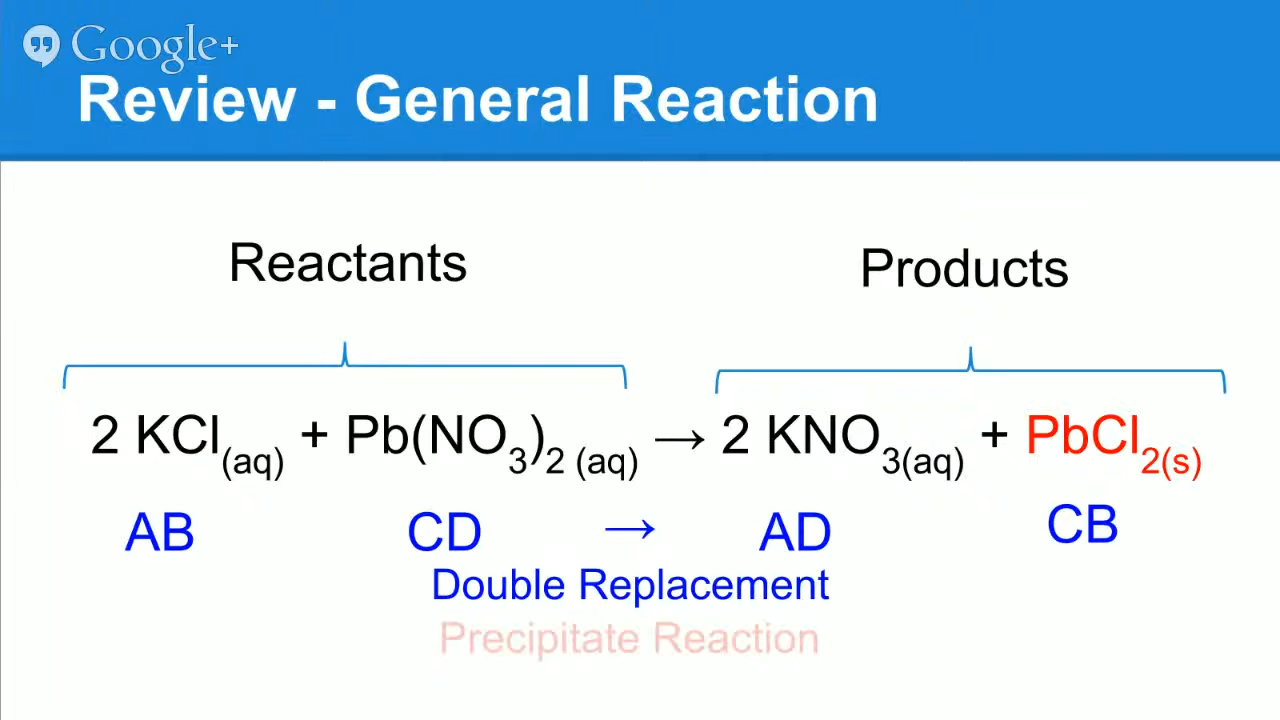 Google+
Review - General Reaction
Reactants Products
2 KCl(aq) + Pb(NO3)2 (aq) → 2 KNO3(aq) + PbCl2(s)
AB CD → AD CB
Double Replacement
Precipitate Reaction